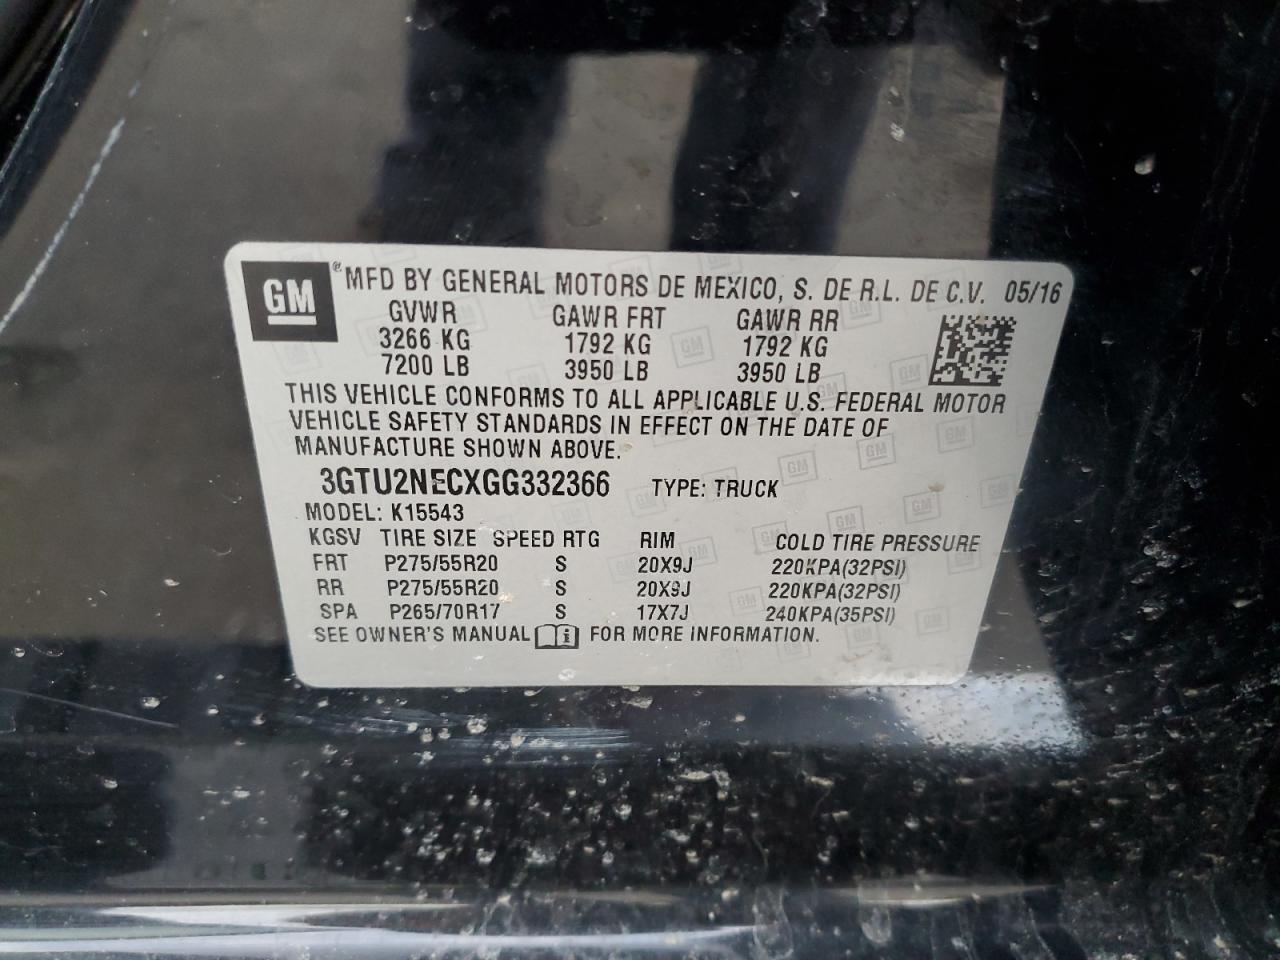 GM ® MFD BY GENERAL MOTORS DE MEXICO, S. DE R.L. DE C.V. 05/16
GVWR GAWR FRT GAWR RR
3266 KG 1792 KG 1792 KG
7200 LB 3950 LB 3950 LB
THIS VEHICLE CONFORMS TO ALL APPLICABLE U.S. FEDERAL MOTOR
VEHICLE SAFETY STANDARDS IN EFFECT ON THE DATE OF
MANUFACTURE SHOWN ABOVE.
3GTU2NECXGG332366 TYPE: TRUCK
MODEL: K15543
KGSV TIRE SIZE SPEED RTG RIM COLD TIRE PRESSURE
FRT P275/55R20 S 20X9J 220KPA(32PSI)
RR P275/55R20 S 20X9J 220KPA(32PSI)
SPA P265/70R17 S 17X7J 240KPA(35PSI)
SEE OWNER'S MANUAL i FOR MORE INFORMATION.